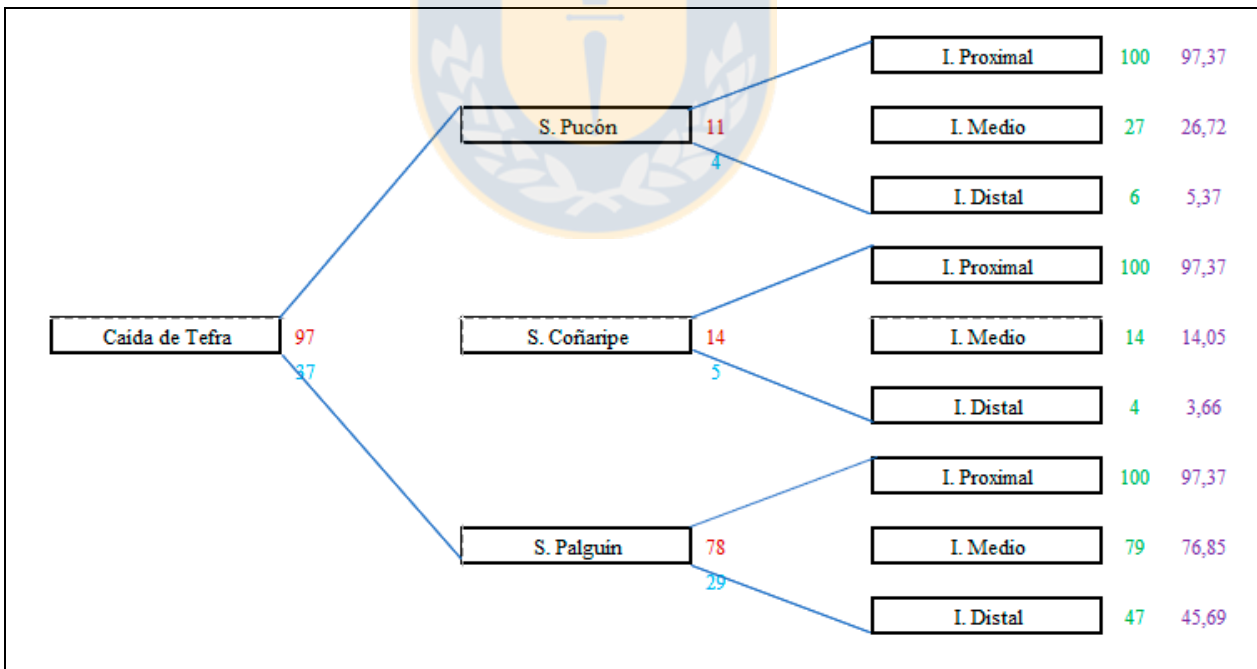 I. Proximal 100 97,37
S. Pucón 11 I. Medio 27 26,72
4
I. Distal 6 5,37
I. Proximal 100 97,37
Caída de Tefra 97 S. Coñaripe 14 I. Medio 14 14,05
37 5
I. Distal 4 3,66
I. Proximal 100 97,37
S. Palguín 78 I. Medio 79 76,85
29
I. Distal 47 45,69